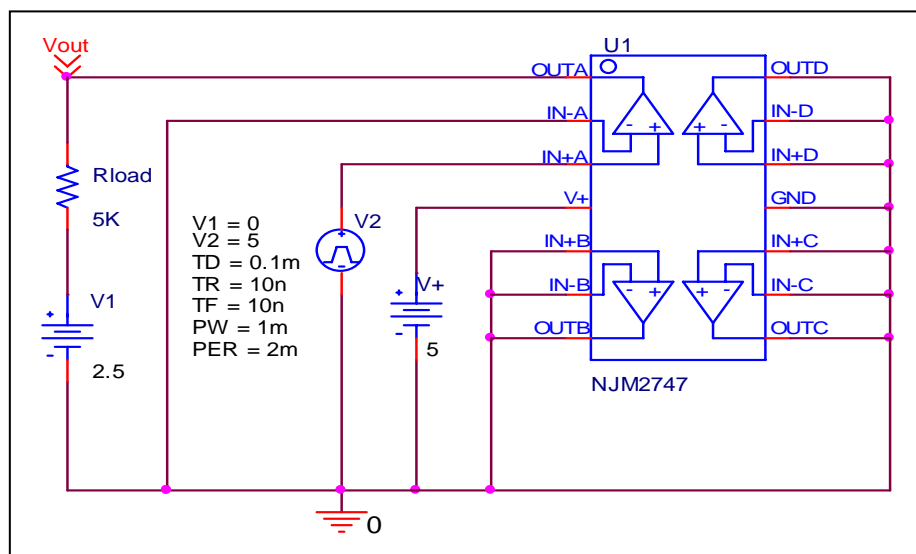 Vout
U1
OUTA
OUTD
IN-A
IN-D
IN+A
IN+D
V+
GND
IN+B
IN+C
IN-B
IN-C
OUTB
OUTC
- +
- +
- +
- +
NJM2747
Rload
5K
V1
+
-
2.5
V1 = 0
V2 = 5
TD = 0.1m
TR = 10n
TF = 10n
PW = 1m
PER = 2m
V2
+
-
V+
+
-
5
0